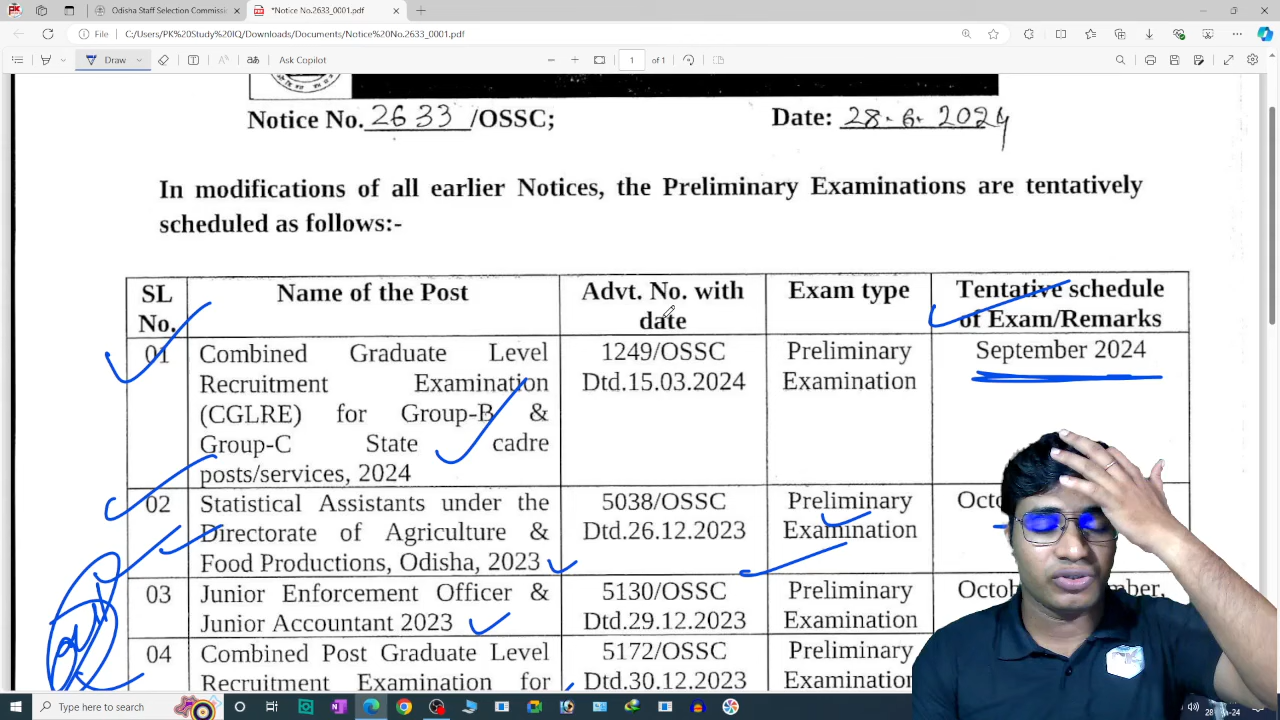 Odisha Staff Selection Commissi
*Notice No.2633_0001.pdf
File
C:/Users/PK%20Study%20IQ/Downloads/Documents/Notice%20No.2633_0001.pdf
Draw
Ask Copilot
1 of 1
Notice No. 2633 /OSSC;
Date: 28.6.2024
In modifications of all earlier Notices, the Preliminary Examinations are tentatively
scheduled as follows:-
SL No.
Name of the Post
Advt. No. with date
Exam type
Tentative schedule of Exam/Remarks
01
Combined Graduate Level
Recruitment Examination
(CGLRE) for Group-B &
Group-C State cadre
posts/services, 2024
1249/OSSC
Dtd.15.03.2024
Preliminary
Examination
September 2024
02
Statistical Assistants under the
Directorate of Agriculture &
Food Productions, Odisha, 2023
5038/OSSC
Dtd.26.12.2023
Preliminary
Examination
03
Junior Enforcement Officer &
Junior Accountant 2023
5130/OSSC
Dtd.29.12.2023
Preliminary
Examination
04
Combined Post Graduate Level
Recruitment Examination for
5172/OSSC
Dtd.30.12.2023
Preliminary
Examination
Type here to search